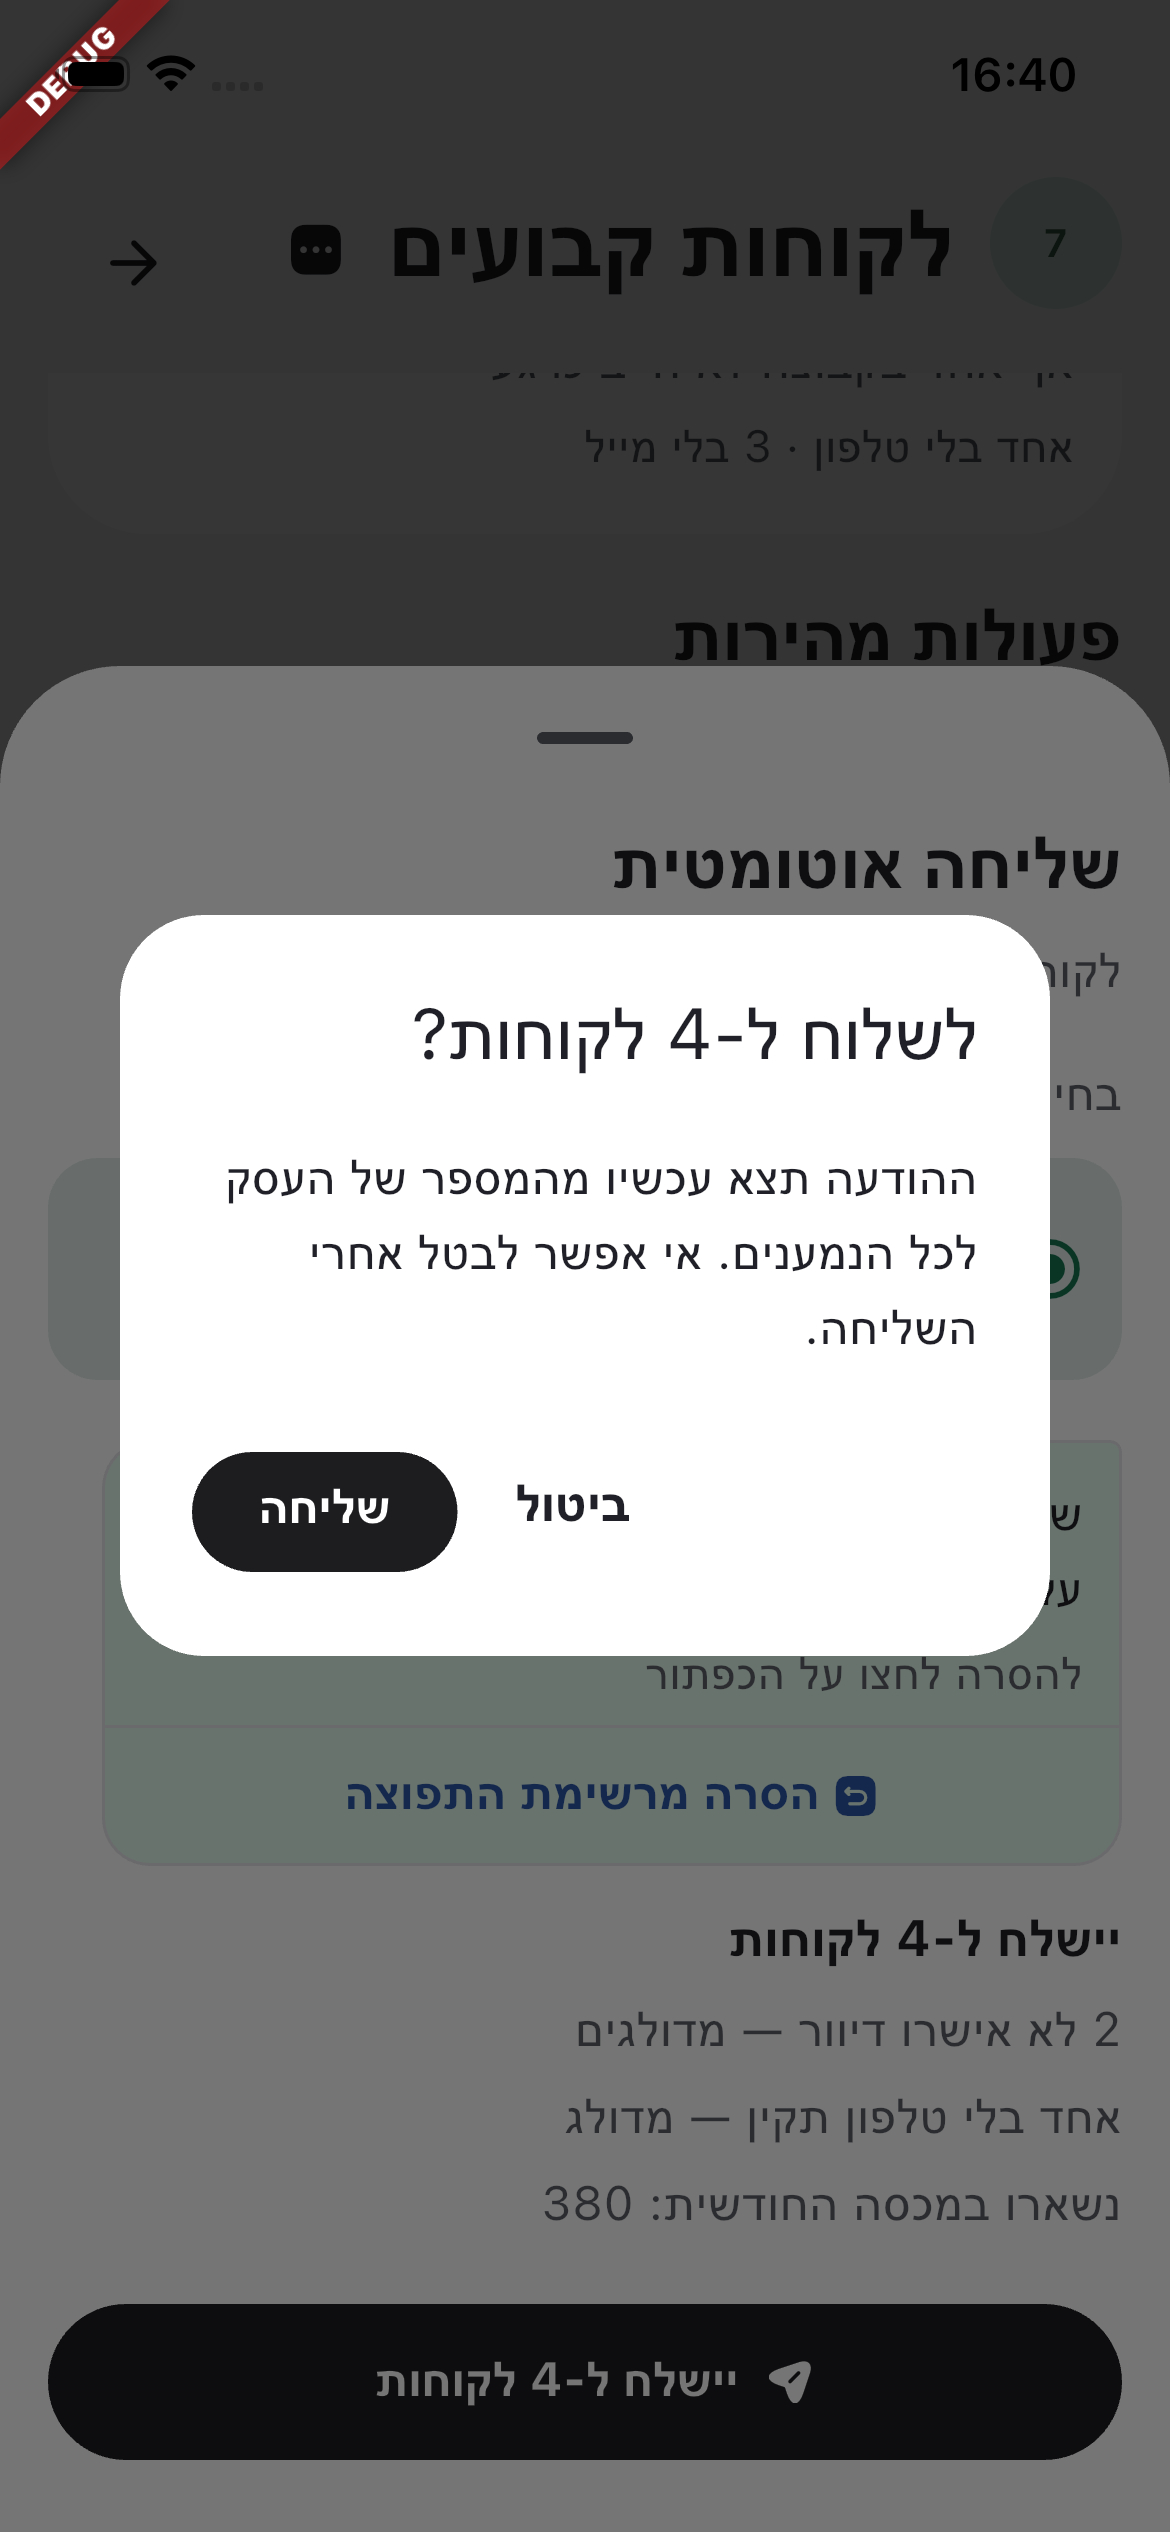 DEBUG
16:40
7
לקוחות קבועים
אחד בלי טלפון · 3 בלי מייל
פעולות מהירות
שליחה אוטומטית
לשלוח ל-4 לקוחות?
ההודעה תצא עכשיו מהמספר של העסק
לכל הנמענים. אי אפשר לבטל אחרי
השליחה.
ביטול
שליחה
להסרה לחצו על הכפתור
הסרה מרשימת התפוצה
יישלח ל-4 לקוחות
2 לא אישרו דיוור — מדולגים
אחד בלי טלפון תקין — מדולג
נשארו במכסה החודשית: 380
יישלח ל-4 לקוחות